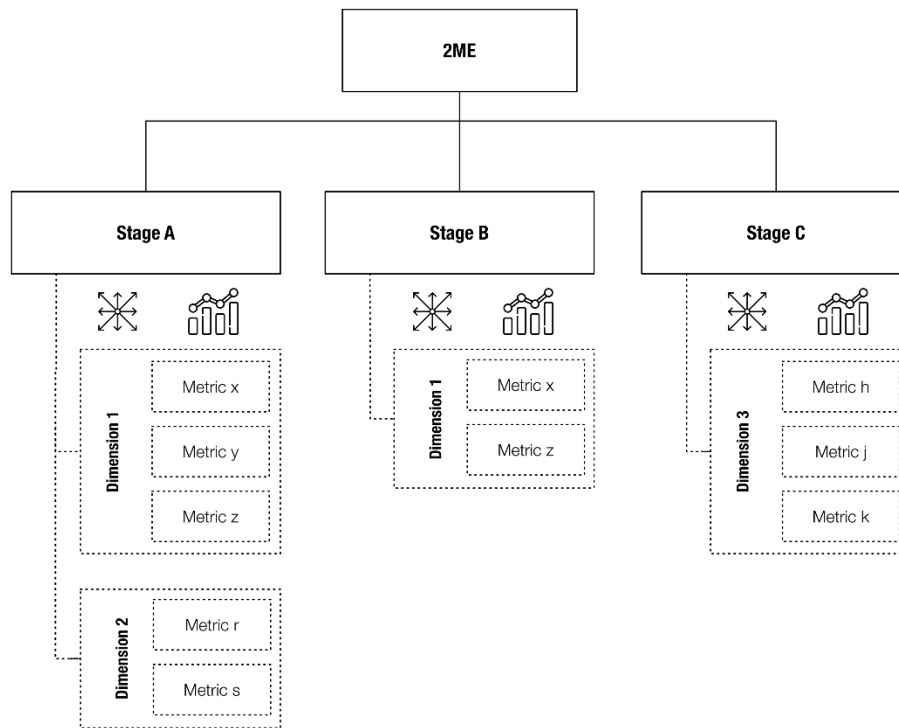 2ME
Stage A
Stage B
Stage C
Dimension 1
Metric x
Metric y
Metric z
Dimension 2
Metric r
Metric s
Dimension 1
Metric x
Metric z
Dimension 3
Metric h
Metric j
Metric k